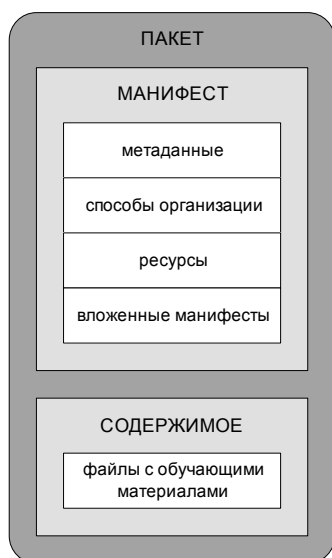 ПАКЕТ
МАНИФЕСТ
метаданные
способы организации
ресурсы
вложенные манифесты
СОДЕРЖИМОЕ
файлы с обучающими
материалами